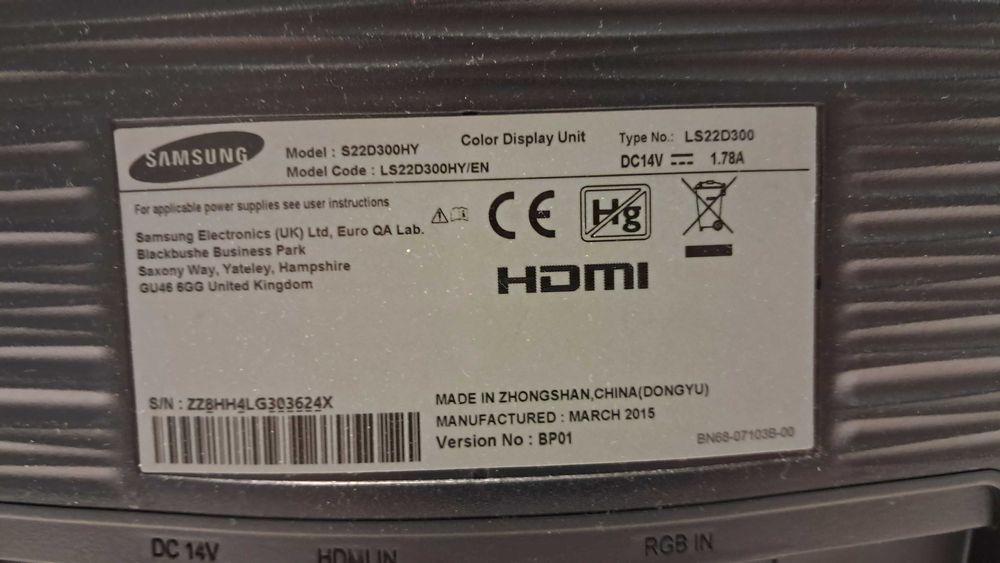 SAMSUNG
Model : S22D300HY
Model Code : LS22D300HY/EN
Color Display Unit
Type No.: LS22D300
DC14V ⎓ 1.78A
For applicable power supplies see user instructions
Samsung Electronics (UK) Ltd, Euro QA Lab.
Blackbushe Business Park
Saxony Way, Yateley, Hampshire
GU46 6GG United Kingdom
CE
Hg
HDMI
S/N : ZZ8HH4LG303624X
MADE IN ZHONGSHAN,CHINA(DONGYU)
MANUFACTURED : MARCH 2015
Version No : BP01
BN68-07103B-00
DC 14V
HDMI IN
RGB IN